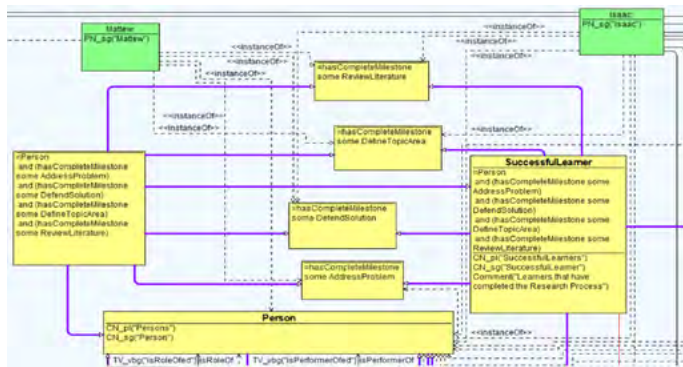 Mattew
PN_sg("Mattew")
Isaac
PN_sg("Isaac")
<<instanceOf>>
<<instanceOf>>
<<instanceOf>>
<<instanceOf>>
<<instanceOf>>
<<instanceOf>>
=hasCompleteMilestone
some ReviewLiterature
<<instanceOf>>
<<instanceOf>>
<<instanceOf>>
=hasCompleteMilestone
some DefineTopicArea
=Person
and (hasCompleteMilestone
some AddressProblem)
and (hasCompleteMilestone
some DefendSolution)
and (hasCompleteMilestone
some DefineTopicArea)
and (hasCompleteMilestone
some ReviewLiterature)
SuccessfulLearner
=Person
and (hasCompleteMilestone some
AddressProblem)
and (hasCompleteMilestone some
DefendSolution)
and (hasCompleteMilestone some
DefineTopicArea)
and (hasCompleteMilestone some
ReviewLiterature)
CN_pl("SuccessfulLearners")
CN_sg("SuccessfulLearner")
Comment("Learners that have
completed the Research Process")
=hasCompleteMilestone
some DefendSolution
=hasCompleteMilestone
some AddressProblem
Person
CN_pl("Persons")
CN_sg("Person")
<<instanceOf>>
TV_vbg("isRoleOfed")
isRoleOf
TV_vbg("isPerformerOfed")
isPerformerOf